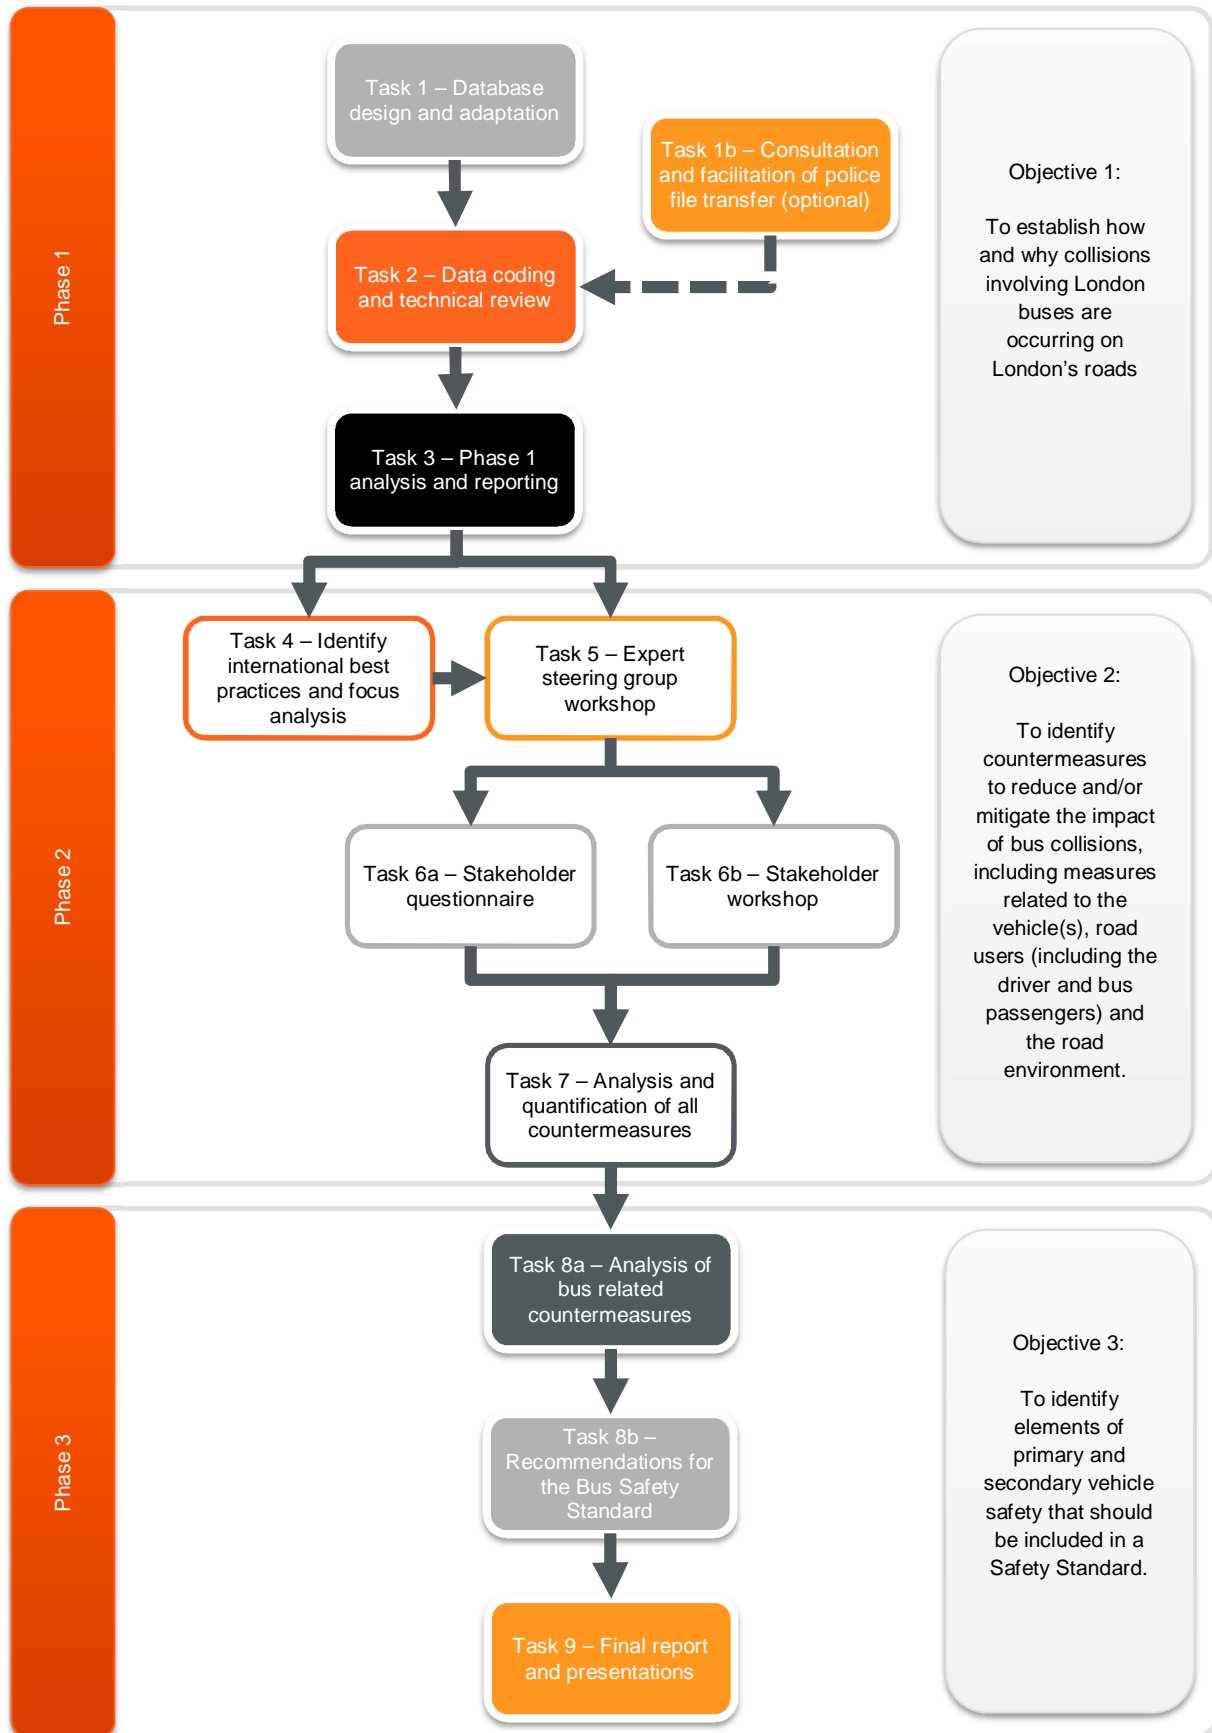 Phase 1
Task 1 – Database
design and adaptation
Task 1b – Consultation
and facilitation of police
file transfer (optional)
Task 2 – Data coding
and technical review
Task 3 – Phase 1
analysis and reporting
Objective 1:
To establish how
and why collisions
involving London
buses are
occurring on
London's roads
Phase 2
Task 4 – Identify
international best
practices and focus
analysis
Task 5 – Expert
steering group
workshop
Task 6a – Stakeholder
questionnaire
Task 6b – Stakeholder
workshop
Task 7 – Analysis and
quantification of all
countermeasures
Objective 2:
To identify
countermeasures
to reduce and/or
mitigate the impact
of bus collisions,
including measures
related to the
vehicle(s), road
users (including the
driver and bus
passengers) and
the road
environment.
Phase 3
Task 8a – Analysis of
bus related
countermeasures
Task 8b –
Recommendations for
the Bus Safety
Standard
Task 9 – Final report
and presentations
Objective 3:
To identify
elements of
primary and
secondary vehicle
safety that should
be included in a
Safety Standard.